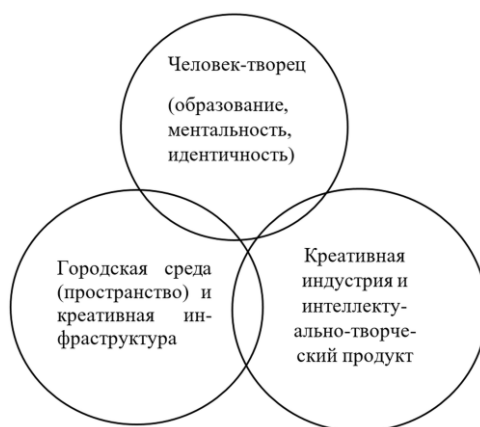 Человек-творец
(образование,
ментальность,
идентичность)
Городская среда
(пространство) и
креативная ин-
фраструктура
Креативная
индустрия и
интеллекту-
ально-творче-
ский продукт